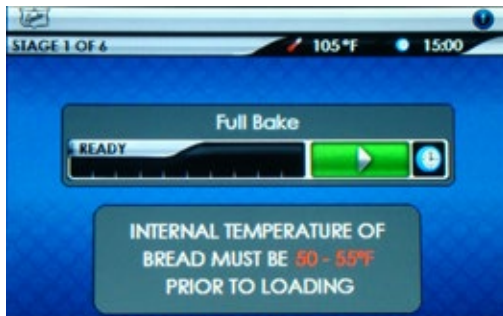 STAGE 1 OF 6 105°F 15:00
Full Bake
READY
INTERNAL TEMPERATURE OF
BREAD MUST BE 50 - 55°F
PRIOR TO LOADING